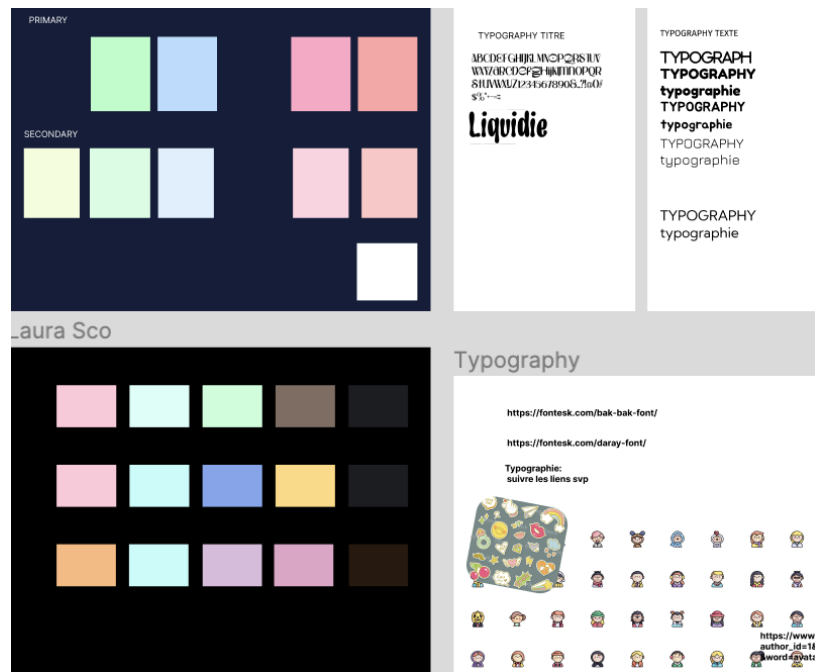 PRIMARY
SECONDARY
TYPOGRAPHY TITRE
Liquidie
TYPOGRAPHY TEXTE
TYPOGRAPH
TYPOGRAPHY
typographie
TYPOGRAPHY
typographie
TYPOGRAPHY
typographie
TYPOGRAPHY
typographie
Laura Sco
Typography
https://fontesk.com/bak-bak-font/
https://fontesk.com/daray-font/
Typographie:
suivre les liens svp
https://www